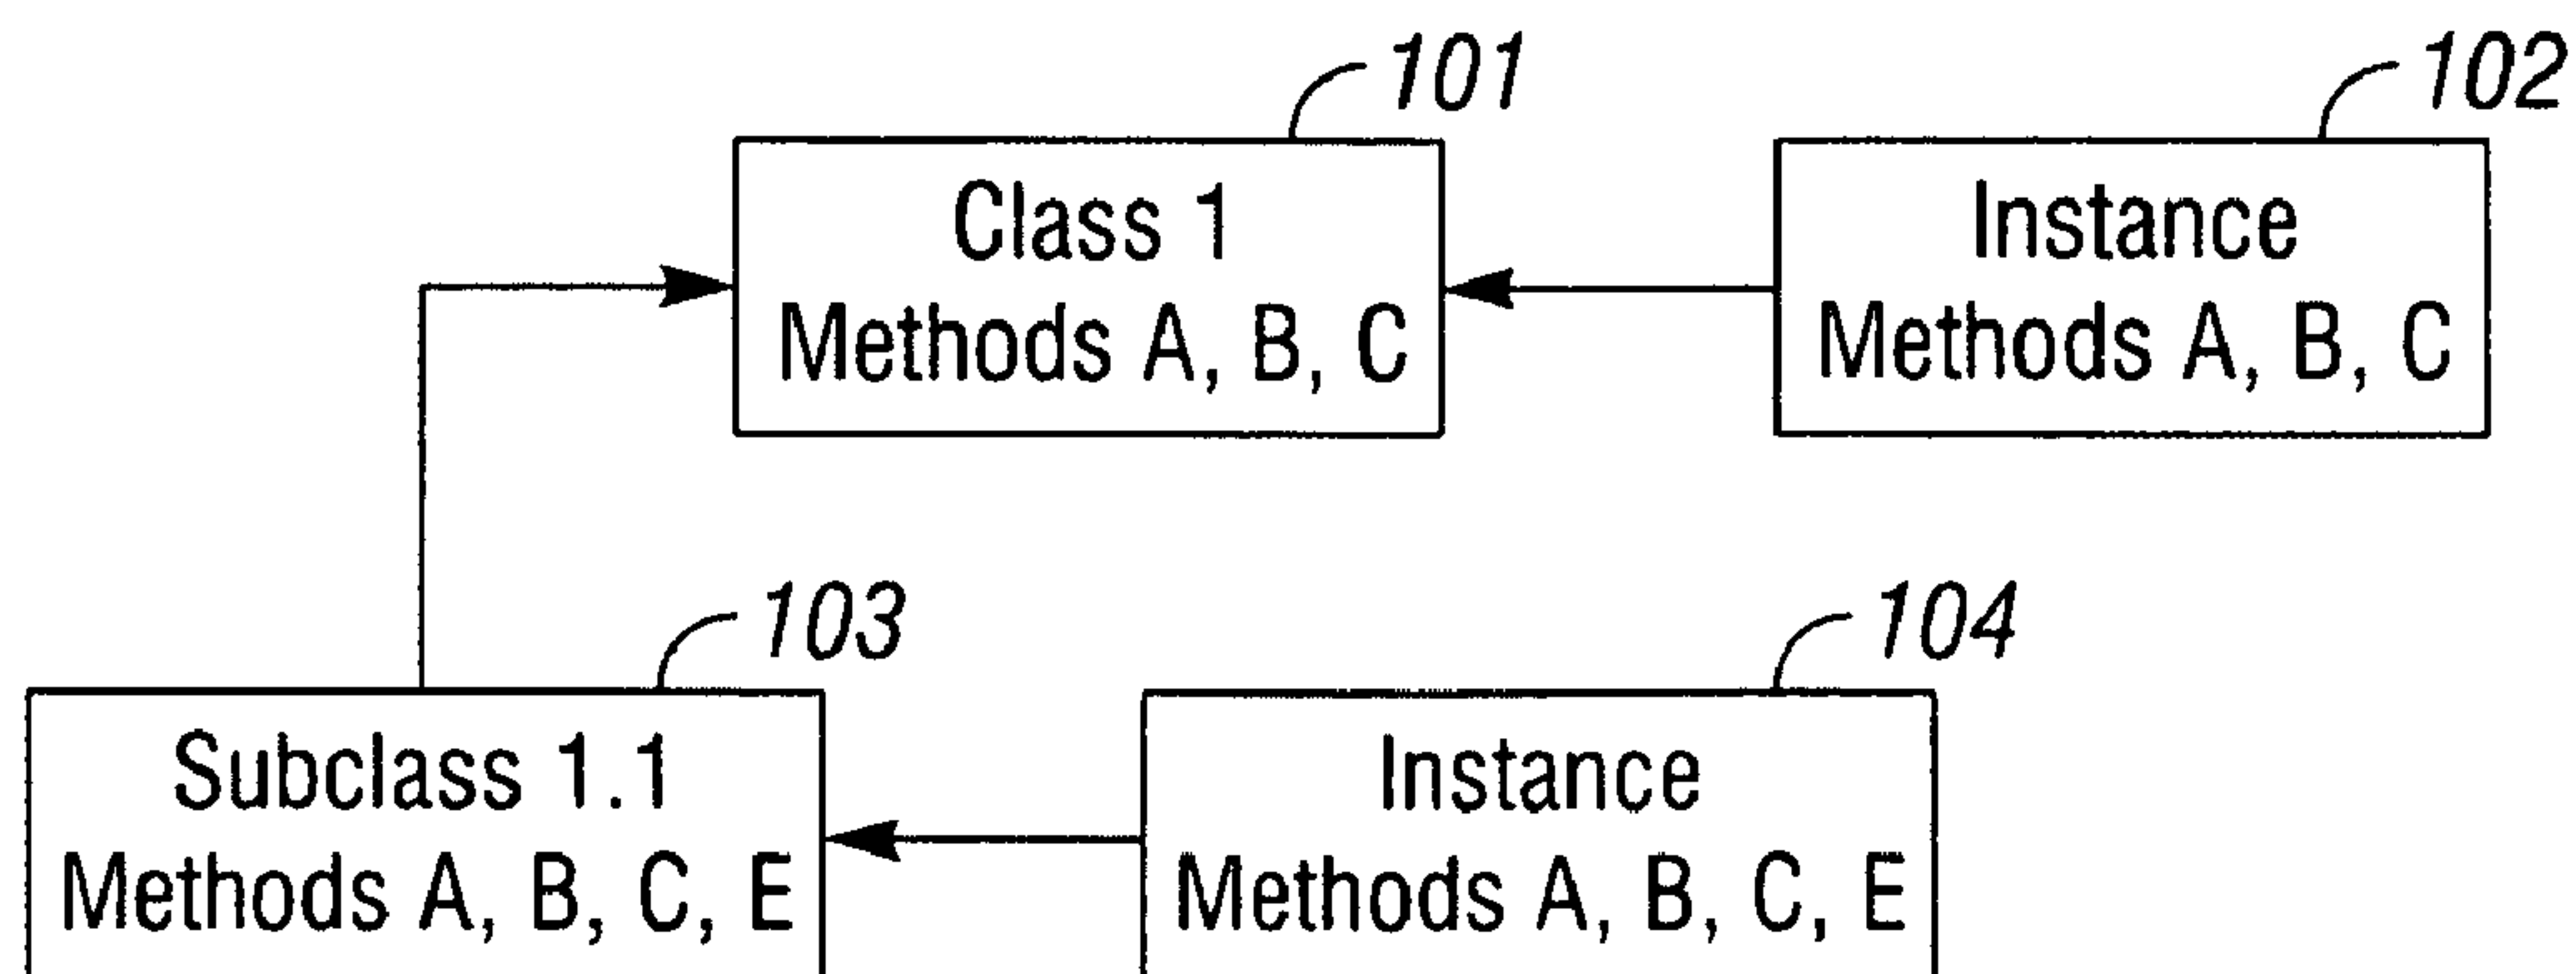 101
102
Class 1
Methods A, B, C
Instance
Methods A, B, C
103
104
Subclass 1.1
Methods A, B, C, E
Instance
Methods A, B, C, E